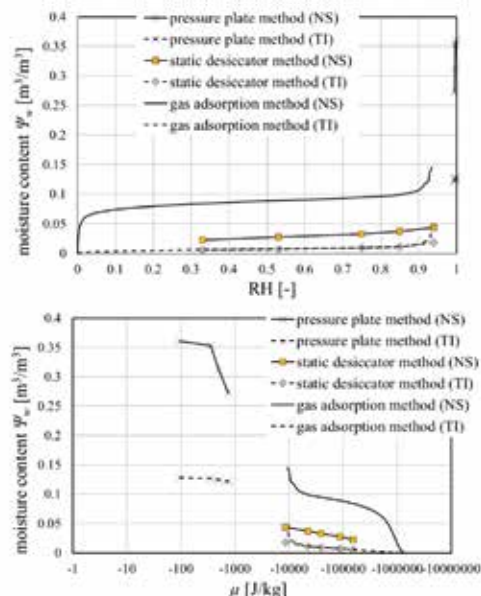 0.4
0.35
0.3
0.25
0.2
0.15
0.1
0.05
0
moisture content Ψw [m³/m³]
pressure plate method (NS)
pressure plate method (TI)
static desiccator method (NS)
static desiccator method (TI)
gas adsorption method (NS)
gas adsorption method (TI)
0 0.1 0.2 0.3 0.4 0.5 0.6 0.7 0.8 0.9 1
RH [-]
0.4
0.35
0.3
0.25
0.2
0.15
0.1
0.05
0
moisture content Ψw [m³/m³]
pressure plate method (NS)
pressure plate method (TI)
static desiccator method (NS)
static desiccator method (TI)
gas adsorption method (NS)
gas adsorption method (TI)
-1 -10 -100 -1000 -10000 -100000 -1000000 -10000000
μ [J/kg]